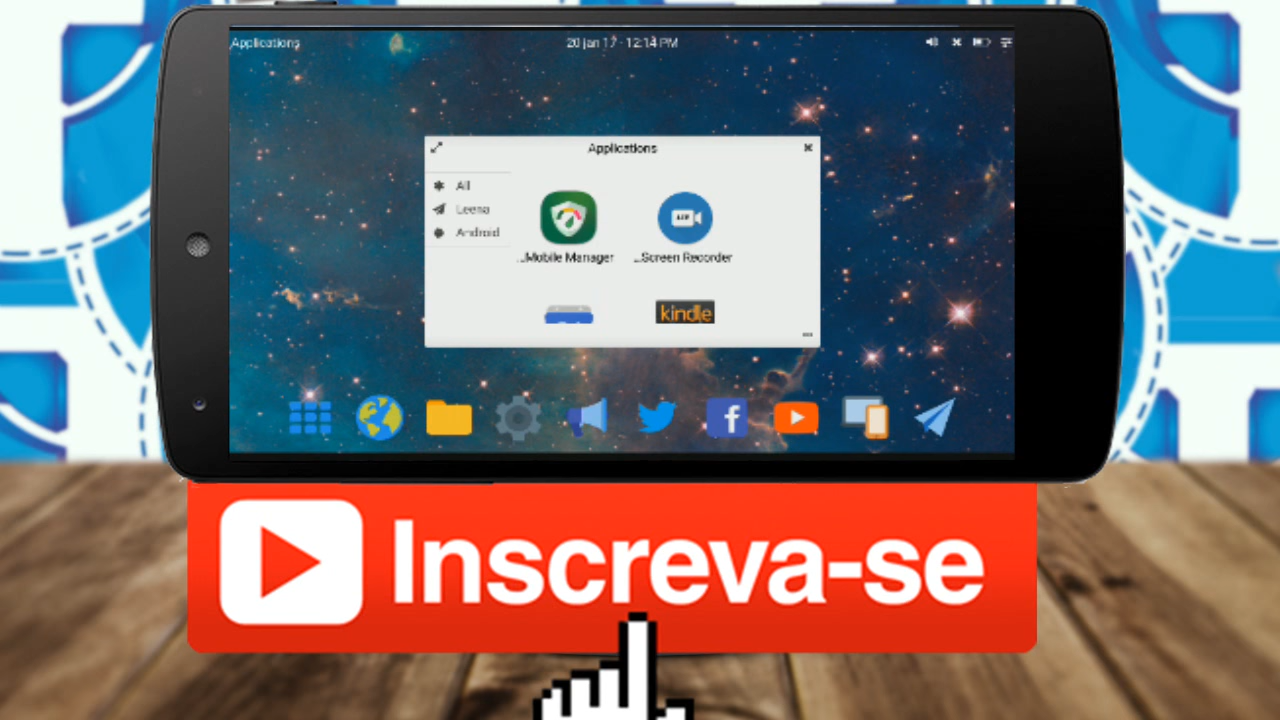 Applications
20 jan 17 - 12:14 PM
Applications
All
Leena
Android
...Mobile Manager
...Screen Recorder
kindle
Inscreva-se